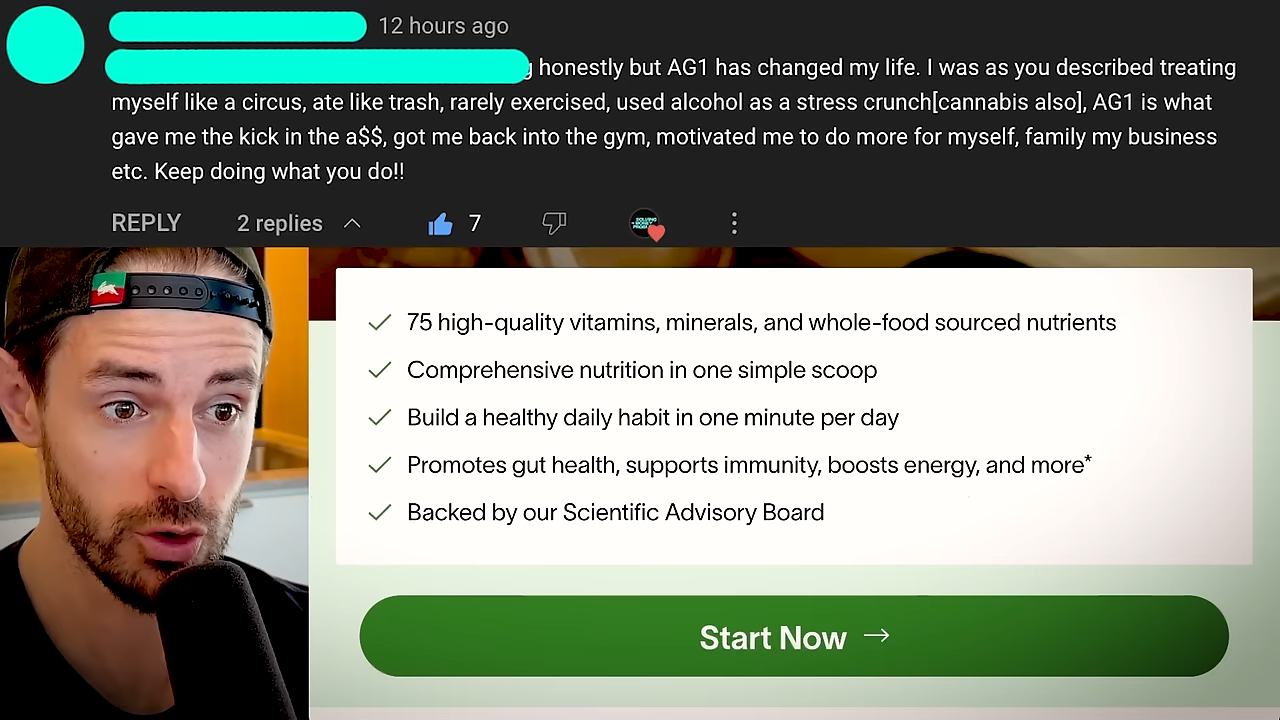 12 hours ago
honestly but AG1 has changed my life. I was as you described treating
myself like a circus, ate like trash, rarely exercised, used alcohol as a stress crunch[cannabis also], AG1 is what
gave me the kick in the a$$, got me back into the gym, motivated me to do more for myself, family my business
etc. Keep doing what you do!!
REPLY 2 replies 7
75 high-quality vitamins, minerals, and whole-food sourced nutrients
Comprehensive nutrition in one simple scoop
Build a healthy daily habit in one minute per day
Promotes gut health, supports immunity, boosts energy, and more*
Backed by our Scientific Advisory Board
Start Now →